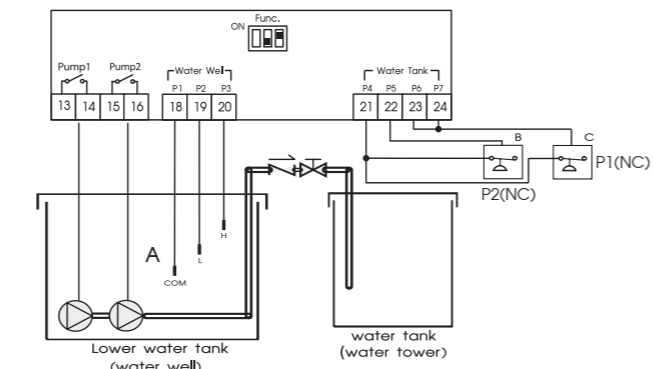 Func.
ON
Pump1 Pump2
Water Well
Water Tank
P1 P2 P3
P4 P5 P6 P7
13 14 15 16 18 19 20 21 22 23 24
B C
P1(NC)
P2(NC)
H
A L
COM
Lower water tank
(water well)
water tank
(water tower)